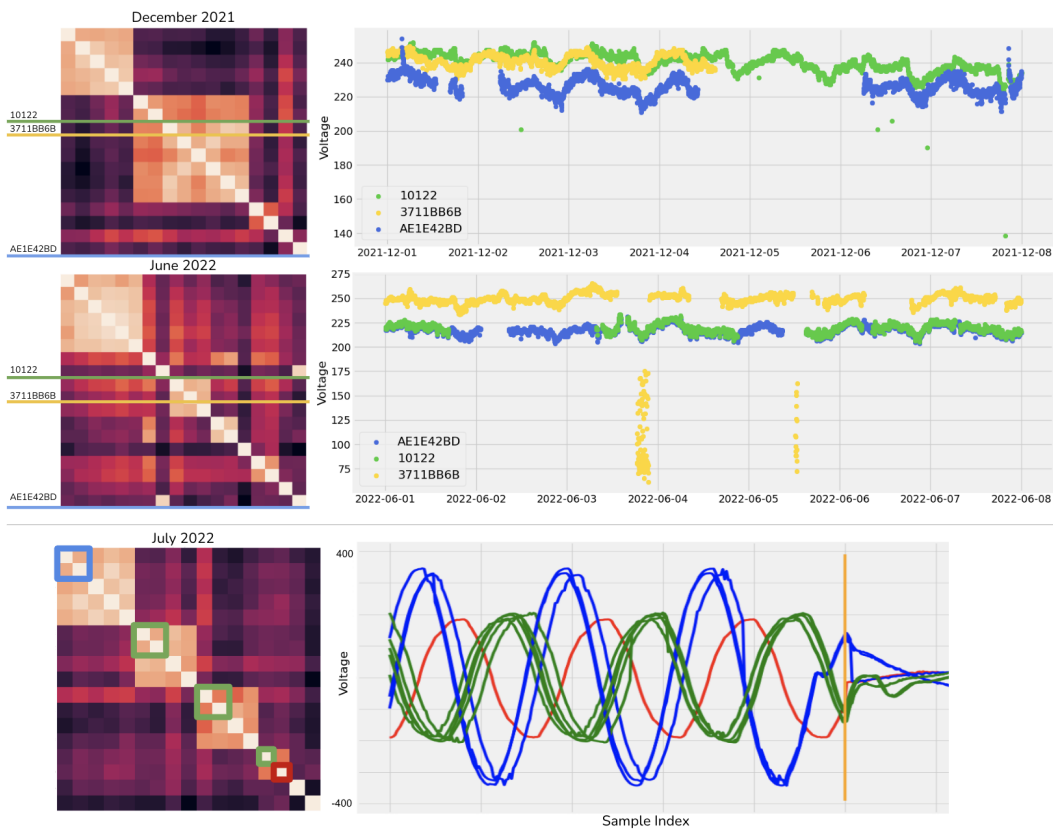 December 2021
10122
3711BB6B
AE1E42BD
Voltage
240
220
200
180
160
140
10122
3711BB6B
AE1E42BD
2021-12-01 2021-12-02 2021-12-03 2021-12-04 2021-12-05 2021-12-06 2021-12-07 2021-12-08
June 2022
10122
3711BB6B
AE1E42BD
Voltage
275
250
225
200
175
150
125
100
75
AE1E42BD
10122
3711BB6B
2022-06-01 2022-06-02 2022-06-03 2022-06-04 2022-06-05 2022-06-06 2022-06-07 2022-06-08
July 2022
400
Voltage
-400
Sample Index